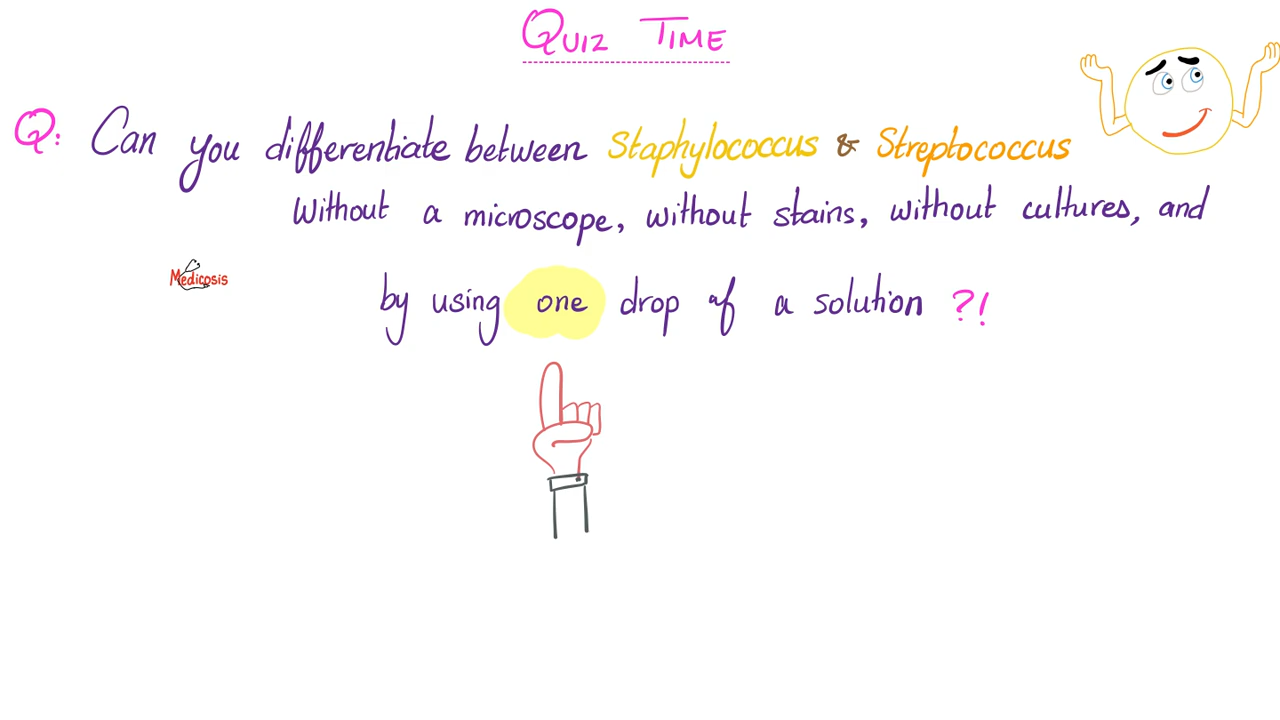 QUIZ TIME
Q: Can you differentiate between Staphylococcus & Streptococcus
Without a microscope, without stains, without cultures, and
Medicosis
by using one drop of a solution ?!